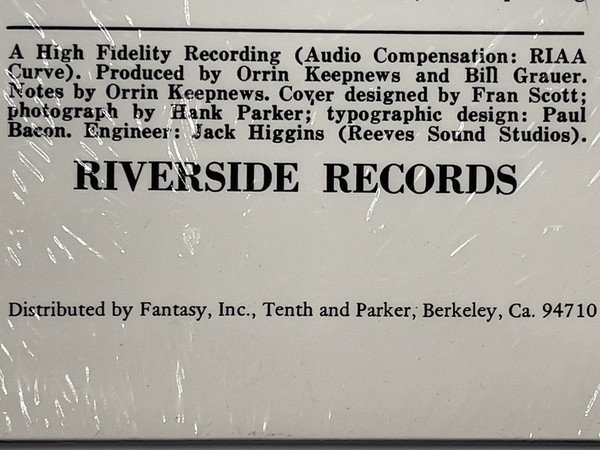 A High Fidelity Recording (Audio Compensation: RIAA
Curve). Produced by Orrin Keepnews and Bill Grauer.
Notes by Orrin Keepnews. Cover designed by Fran Scott;
photograph by Hank Parker; typographic design: Paul
Bacon. Engineer: Jack Higgins (Reeves Sound Studios).
RIVERSIDE RECORDS
Distributed by Fantasy, Inc., Tenth and Parker, Berkeley, Ca. 94710